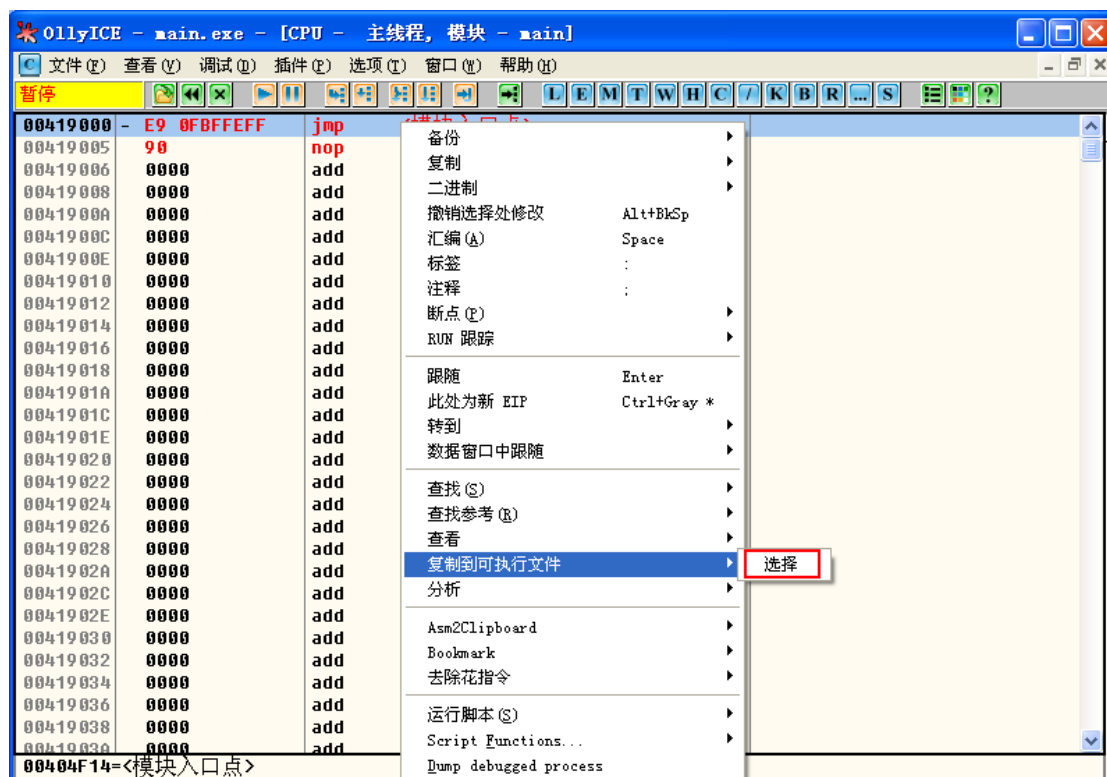 OllyICE - main.exe - [CPU - 主线程, 模块 - main]
C 文件(F) 查看(V) 调试(D) 插件(P) 选项(T) 窗口(W) 帮助(H)
暂停 L E M T W H C / K B R ... S ?
00419000 - E9 0FBFFEFF jmp <模块入口点>
00419005 90 nop
00419006 0000 add
00419008 0000 add
0041900A 0000 add
0041900C 0000 add
0041900E 0000 add
00419010 0000 add
00419012 0000 add
00419014 0000 add
00419016 0000 add
00419018 0000 add
0041901A 0000 add
0041901C 0000 add
0041901E 0000 add
00419020 0000 add
00419022 0000 add
00419024 0000 add
00419026 0000 add
00419028 0000 add
0041902A 0000 add
0041902C 0000 add
0041902E 0000 add
00419030 0000 add
00419032 0000 add
00419034 0000 add
00419036 0000 add
00419038 0000 add
0041903A 0000 add
00404F14=<模块入口点>
备份
复制
二进制
撤销选择处修改 Alt+BkSp
汇编(A) Space
标签 :
注释 ;
断点(P)
RUN 跟踪
跟随 Enter
此处为新 EIP Ctrl+Gray *
转到
数据窗口中跟随
查找(S)
查找参考(R)
查看
复制到可执行文件
选择
分析
Asm2Clipboard
Bookmark
去除花指令
运行脚本(S)
Script Functions...
Dump debugged process